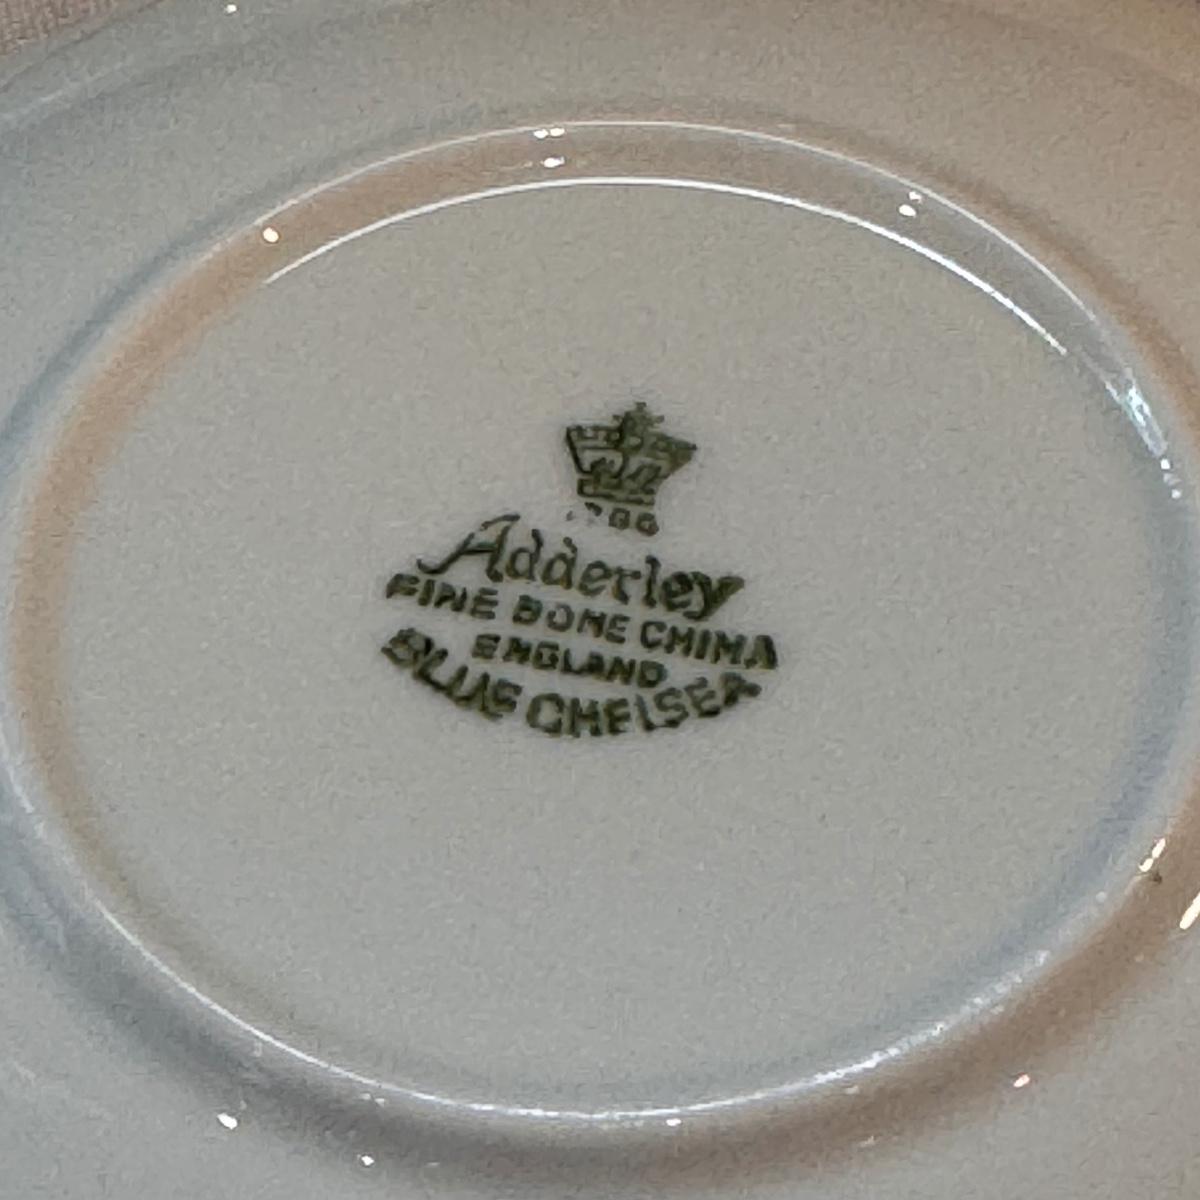 Adderley
FINE BONE CHINA
ENGLAND
BLUE CHELSEA